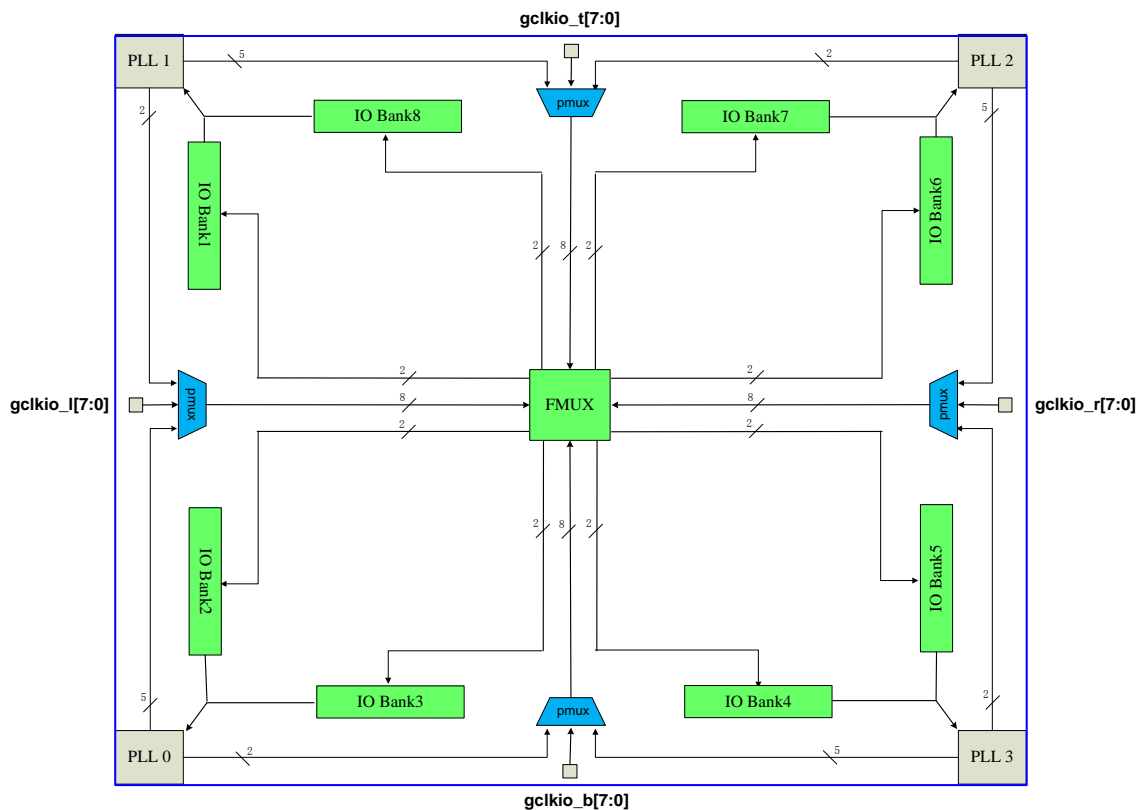 gclkio_t[7:0]
PLL 1
5
2
PLL 2
pmux
2
5
IO Bank8
IO Bank7
IO Bank1
IO Bank6
2
8
2
2
2
gclkio_l[7:0]
pmux
8
FMUX
8
pmux
gclkio_r[7:0]
2
2
2
8
2
IO Bank2
IO Bank5
5
IO Bank3
IO Bank4
2
pmux
PLL 0
2
5
PLL 3
gclkio_b[7:0]